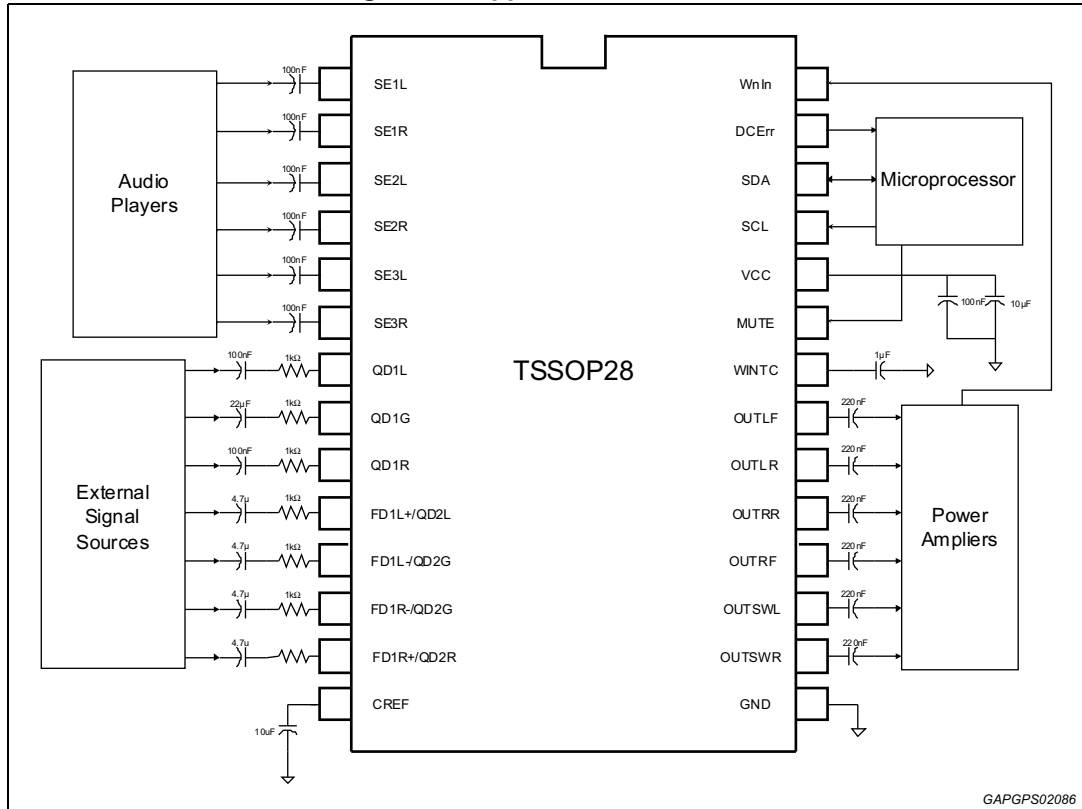 100nF
SE1L
100nF
SE1R
100nF
SE2L
100nF
SE2R
100nF
SE3L
100nF
SE3R
Audio
Players
100nF
1kΩ
QD1L
22µF
1kΩ
QD1G
100nF
1kΩ
QD1R
4.7µ
1kΩ
FD1L+/QD2L
4.7µ
1kΩ
FD1L-/QD2G
4.7µ
1kΩ
FD1R-/QD2G
4.7u
FD1R+/QD2R
External
Signal
Sources
CREF
10uF
TSSOP28
WnIn
DCErr
SDA
SCL
VCC
MUTE
WINTC
OUTLF
OUTLR
OUTRR
OUTRF
OUTSWL
OUTSWR
GND
Microprocessor
100nF
10µF
1µF
220nF
220nF
220nF
220nF
220nF
220nF
Power
Ampliers
GAPGPS02086